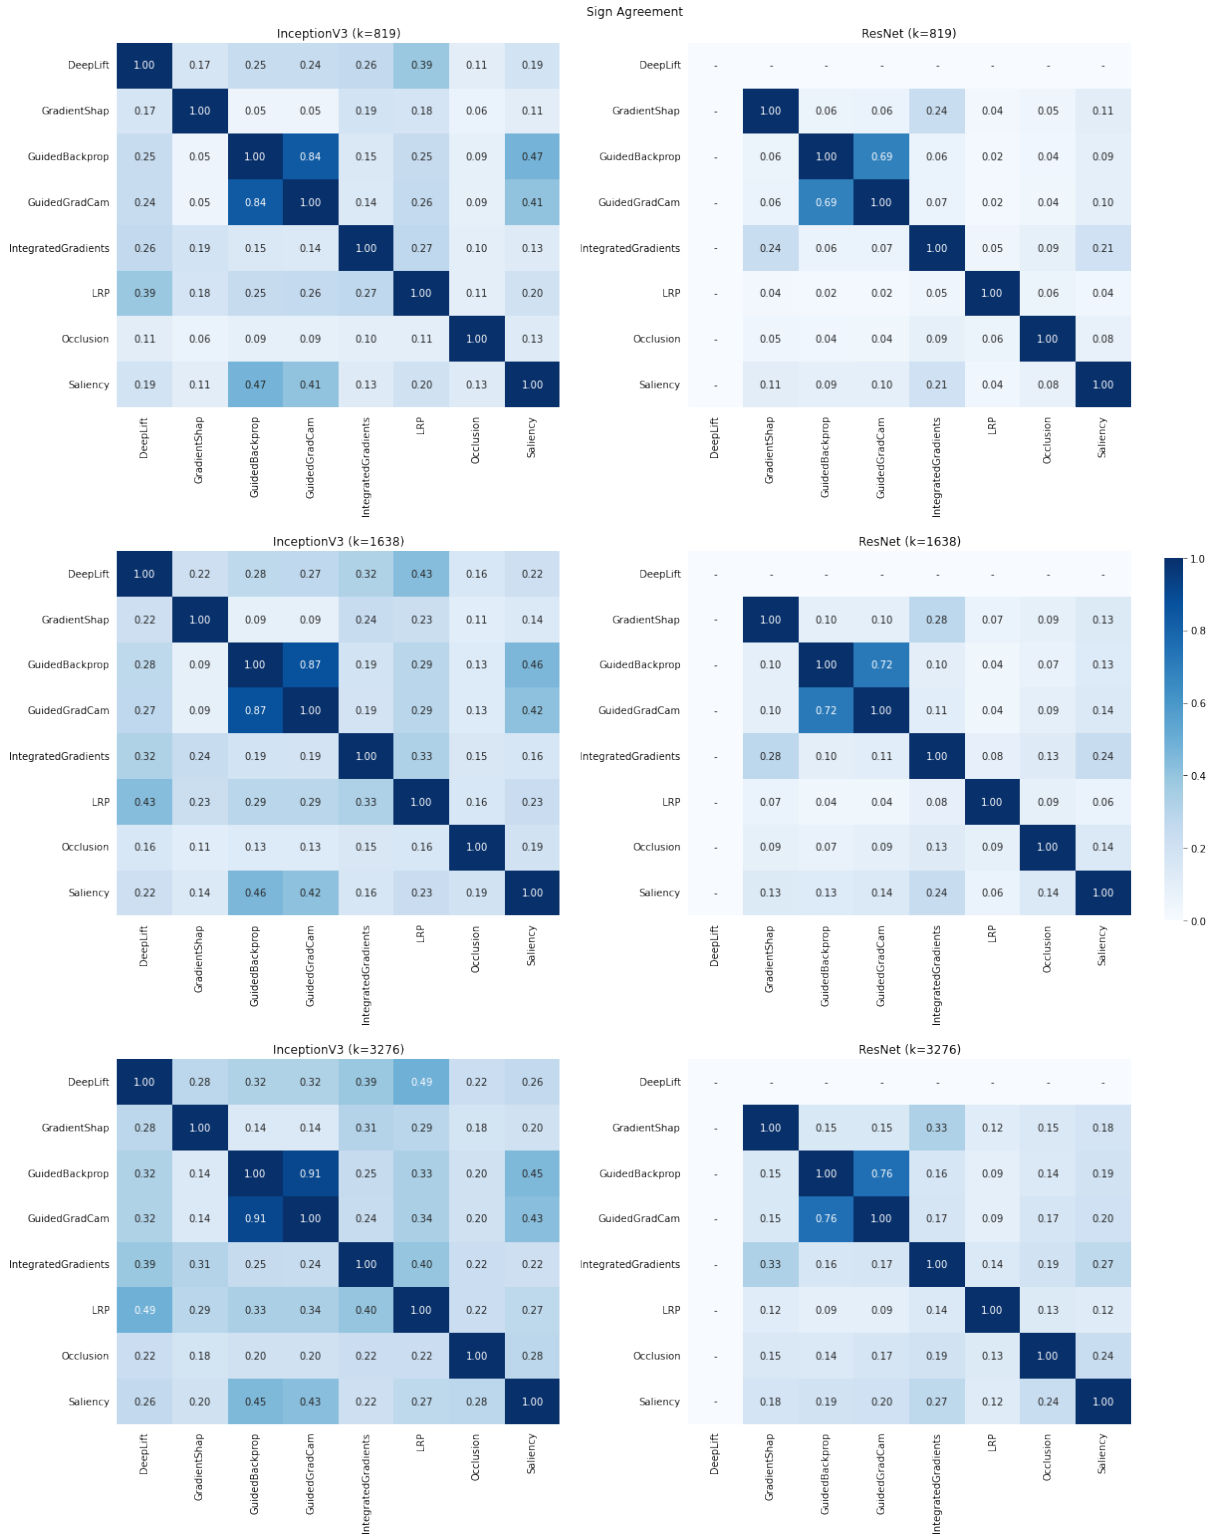 Sign Agreement
InceptionV3 (k=819)
DeepLift 1.00 0.17 0.25 0.24 0.26 0.39 0.11 0.19
GradientShap 0.17 1.00 0.05 0.05 0.19 0.18 0.06 0.11
GuidedBackprop 0.25 0.05 1.00 0.84 0.15 0.25 0.09 0.47
GuidedGradCam 0.24 0.05 0.84 1.00 0.14 0.26 0.09 0.41
IntegratedGradients 0.26 0.19 0.15 0.14 1.00 0.27 0.10 0.13
LRP 0.39 0.18 0.25 0.26 0.27 1.00 0.11 0.20
Occlusion 0.11 0.06 0.09 0.09 0.10 0.11 1.00 0.13
Saliency 0.19 0.11 0.47 0.41 0.13 0.20 0.13 1.00
DeepLift GradientShap GuidedBackprop GuidedGradCam IntegratedGradients LRP Occlusion Saliency
ResNet (k=819)
DeepLift - - - - - - - -
GradientShap - 1.00 0.06 0.06 0.24 0.04 0.05 0.11
GuidedBackprop - 0.06 1.00 0.69 0.06 0.02 0.04 0.09
GuidedGradCam - 0.06 0.69 1.00 0.07 0.02 0.04 0.10
IntegratedGradients - 0.24 0.06 0.07 1.00 0.05 0.09 0.21
LRP - 0.04 0.02 0.02 0.05 1.00 0.06 0.04
Occlusion - 0.05 0.04 0.04 0.09 0.06 1.00 0.08
Saliency - 0.11 0.09 0.10 0.21 0.04 0.08 1.00
DeepLift GradientShap GuidedBackprop GuidedGradCam IntegratedGradients LRP Occlusion Saliency
InceptionV3 (k=1638)
DeepLift 1.00 0.22 0.28 0.27 0.32 0.43 0.16 0.22
GradientShap 0.22 1.00 0.09 0.09 0.24 0.23 0.11 0.14
GuidedBackprop 0.28 0.09 1.00 0.87 0.19 0.29 0.13 0.46
GuidedGradCam 0.27 0.09 0.87 1.00 0.19 0.29 0.13 0.42
IntegratedGradients 0.32 0.24 0.19 0.19 1.00 0.33 0.15 0.16
LRP 0.43 0.23 0.29 0.29 0.33 1.00 0.16 0.23
Occlusion 0.16 0.11 0.13 0.13 0.15 0.16 1.00 0.19
Saliency 0.22 0.14 0.46 0.42 0.16 0.23 0.19 1.00
DeepLift GradientShap GuidedBackprop GuidedGradCam IntegratedGradients LRP Occlusion Saliency
ResNet (k=1638)
DeepLift - - - - - - - -
GradientShap - 1.00 0.10 0.10 0.28 0.07 0.09 0.13
GuidedBackprop - 0.10 1.00 0.72 0.10 0.04 0.07 0.13
GuidedGradCam - 0.10 0.72 1.00 0.11 0.04 0.09 0.14
IntegratedGradients - 0.28 0.10 0.11 1.00 0.08 0.13 0.24
LRP - 0.07 0.04 0.04 0.08 1.00 0.09 0.06
Occlusion - 0.09 0.07 0.09 0.13 0.09 1.00 0.14
Saliency - 0.13 0.13 0.14 0.24 0.06 0.14 1.00
DeepLift GradientShap GuidedBackprop GuidedGradCam IntegratedGradients LRP Occlusion Saliency
1.0
0.8
0.6
0.4
0.2
0.0
InceptionV3 (k=3276)
DeepLift 1.00 0.28 0.32 0.32 0.39 0.49 0.22 0.26
GradientShap 0.28 1.00 0.14 0.14 0.31 0.29 0.18 0.20
GuidedBackprop 0.32 0.14 1.00 0.91 0.25 0.33 0.20 0.45
GuidedGradCam 0.32 0.14 0.91 1.00 0.24 0.34 0.20 0.43
IntegratedGradients 0.39 0.31 0.25 0.24 1.00 0.40 0.22 0.22
LRP 0.49 0.29 0.33 0.34 0.40 1.00 0.22 0.27
Occlusion 0.22 0.18 0.20 0.20 0.22 0.22 1.00 0.28
Saliency 0.26 0.20 0.45 0.43 0.22 0.27 0.28 1.00
DeepLift GradientShap GuidedBackprop GuidedGradCam IntegratedGradients LRP Occlusion Saliency
ResNet (k=3276)
DeepLift - - - - - - - -
GradientShap - 1.00 0.15 0.15 0.33 0.12 0.15 0.18
GuidedBackprop - 0.15 1.00 0.76 0.16 0.09 0.14 0.19
GuidedGradCam - 0.15 0.76 1.00 0.17 0.09 0.17 0.20
IntegratedGradients - 0.33 0.16 0.17 1.00 0.14 0.19 0.27
LRP - 0.12 0.09 0.09 0.14 1.00 0.13 0.12
Occlusion - 0.15 0.14 0.17 0.19 0.13 1.00 0.24
Saliency - 0.18 0.19 0.20 0.27 0.12 0.24 1.00
DeepLift GradientShap GuidedBackprop GuidedGradCam IntegratedGradients LRP Occlusion Saliency